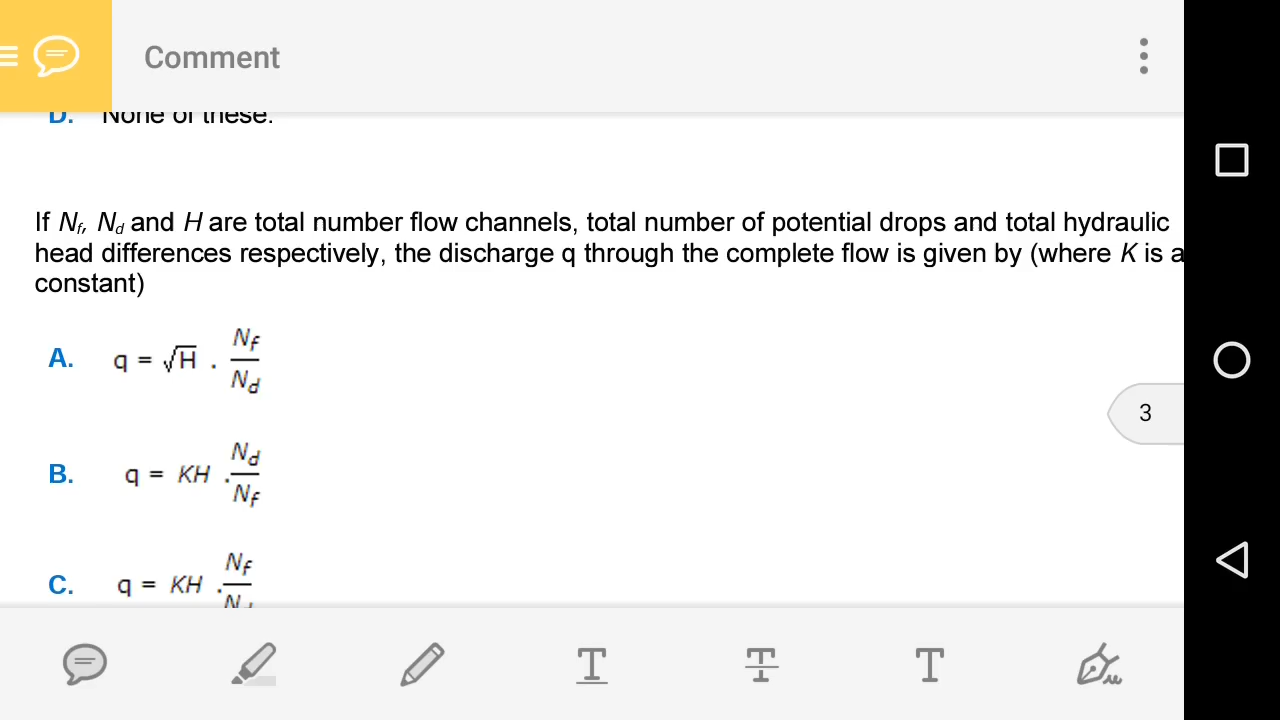 Comment
D. None of these.
If Nf, Nd and H are total number flow channels, total number of potential drops and total hydraulic
head differences respectively, the discharge q through the complete flow is given by (where K is a
constant)
A. q = √H . Nf/Nd
B. q = KH . Nd/Nf
3
C. q = KH . Nf/Nd
T T T